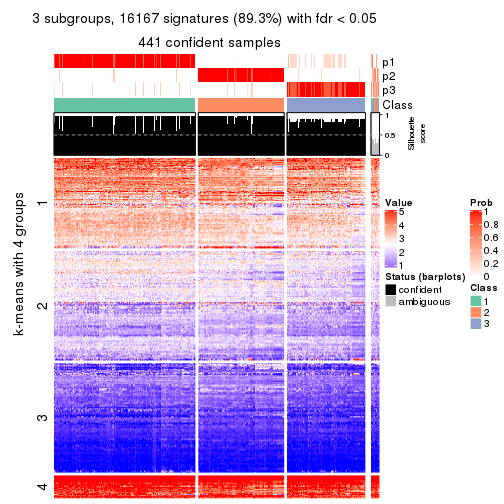 3 subgroups, 16167 signatures (89.3%) with fdr < 0.05
441 confident samples
p1
p2
p3
Class
1
0.5
0
Silhouette
score
k-means with 4 groups
1
2
3
4
Value
5
4
3
2
1
Status (barplots)
confident
ambiguous
Prob
1
0.8
0.6
0.4
0.2
0
Class
1
2
3